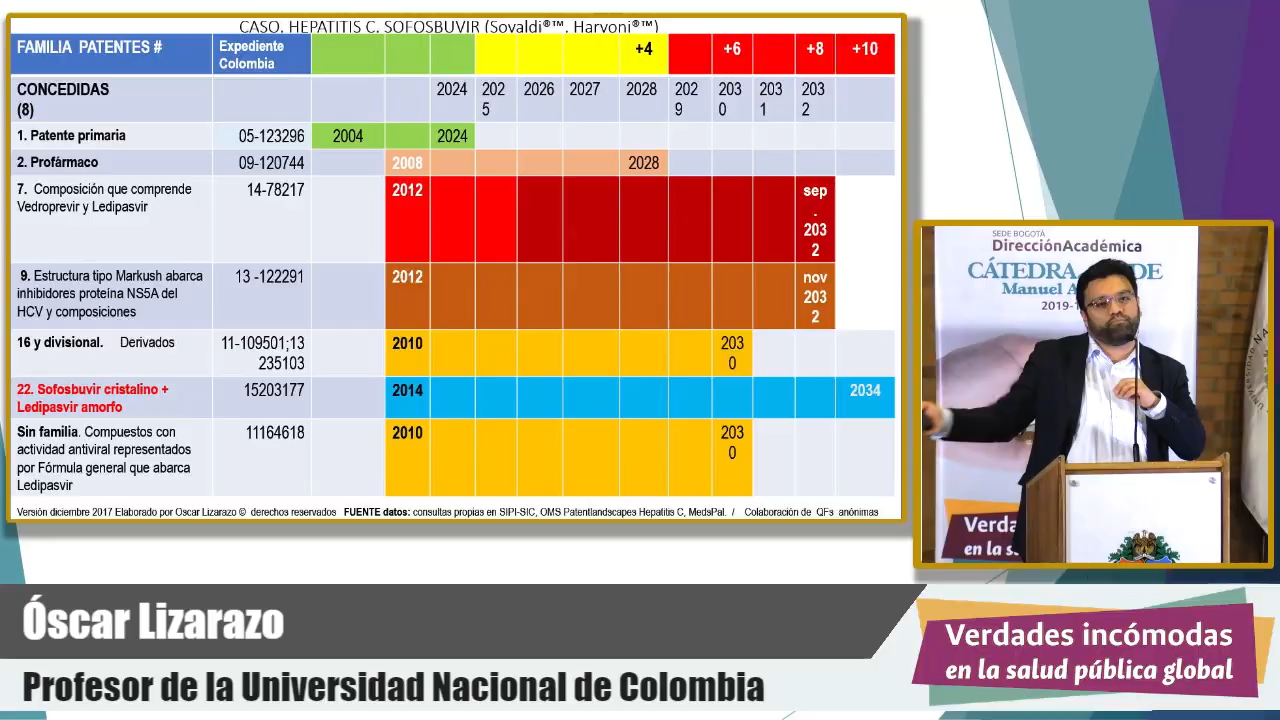 CASO. HEPATITIS C. SOFOSBUVIR (Sovaldi®™. Harvoni®™)
FAMILIA PATENTES # Expediente Colombia +4 +6 +8 +10
CONCEDIDAS (8) 2024 2025 2026 2027 2028 2029 2030 2031 2032
1. Patente primaria 05-123296 2004 2024
2. Profármaco 09-120744 2008 2028
7. Composición que comprende 14-78217 2012 sep. 2032
Vedroprevir y Ledipasvir
9. Estructura tipo Markush abarca 13 -122291 2012 nov 2032
inhibidores proteína NS5A del
HCV y composiciones
16 y divisional. Derivados 11-109501;13 235103 2010 2030
22. Sofosbuvir cristalino + 15203177 2014 2034
Ledipasvir amorfo
Sin familia. Compuestos con 11164618 2010 2030
actividad antiviral representados
por Fórmula general que abarca
Ledipasvir
Versión diciembre 2017 Elaborado por Oscar Lizarazo © derechos reservados FUENTE datos: consultas propias en SIPI-SIC, OMS Patentlandscapes Hepatitis C, MedsPal. / Colaboración de QFs anónimas
SEDE BOGOTÁ
DirecciónAcadémica
CÁTEDRA
Manuel
2019-1
Verda
en la s
Óscar Lizarazo
Profesor de la Universidad Nacional de Colombia
Verdades incómodas
en la salud pública global